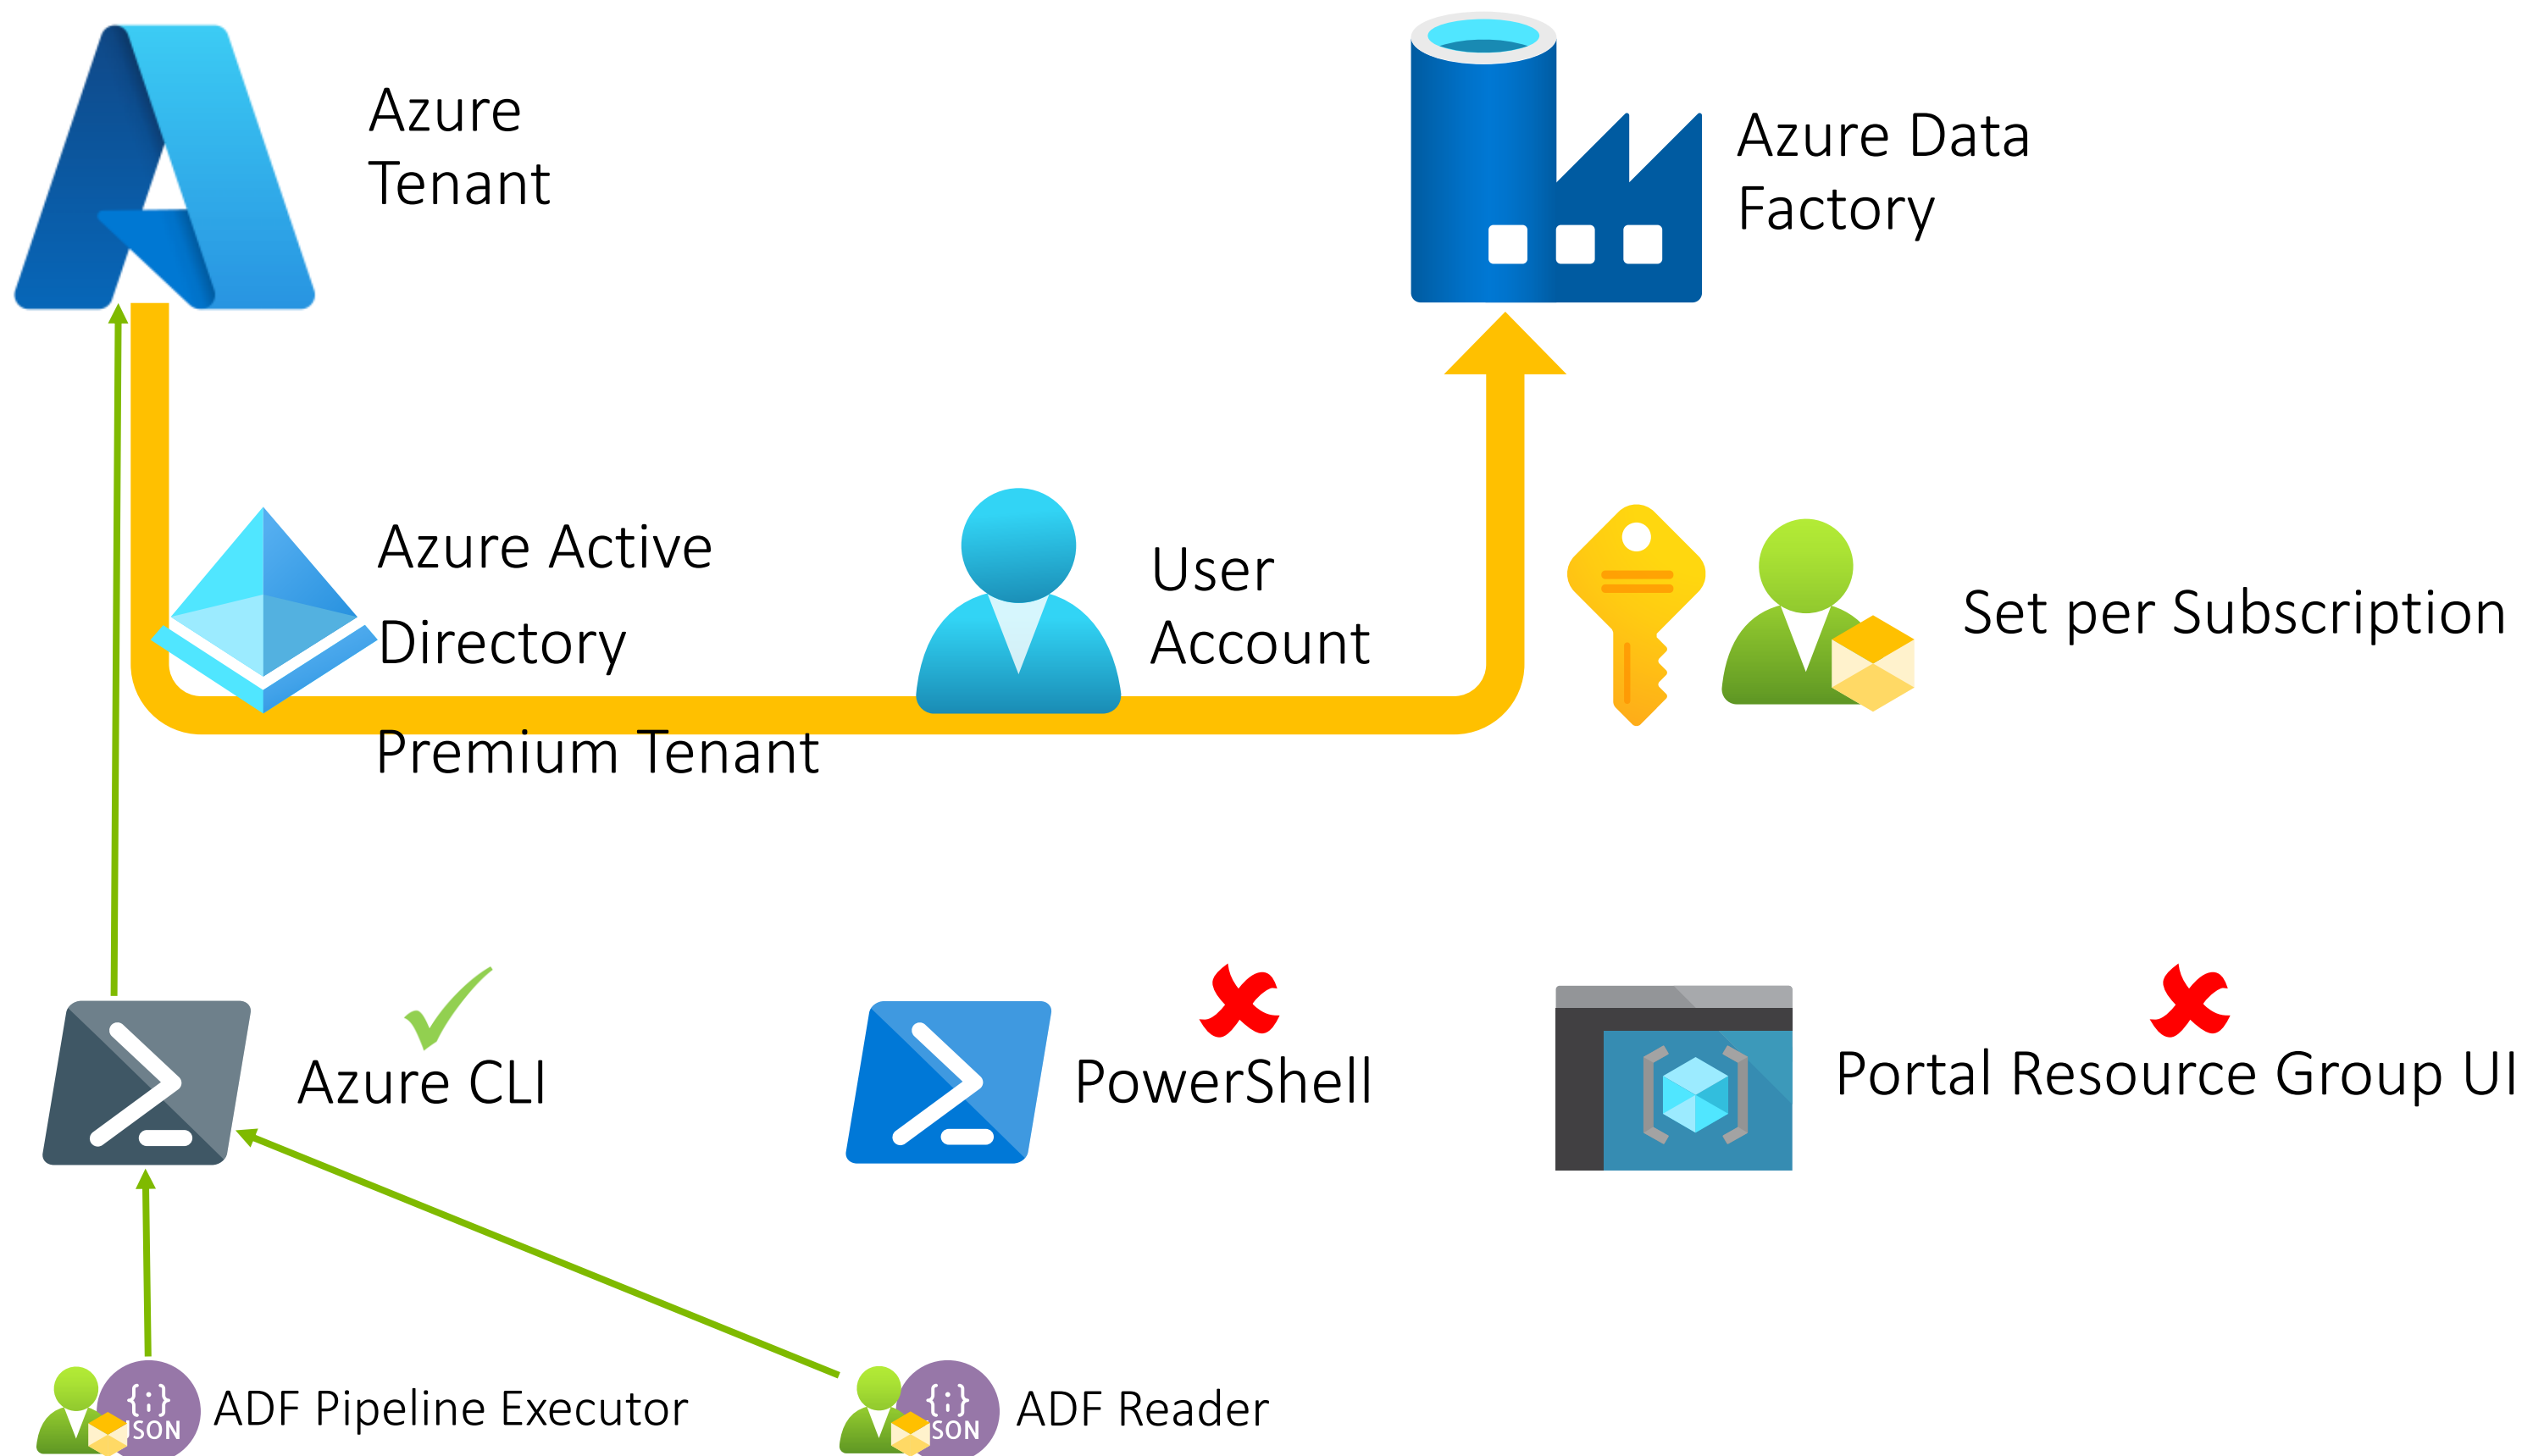 Azure
Tenant
Azure Data
Factory
Azure Active
Directory
Premium Tenant
User
Account
Set per Subscription
Azure CLI
PowerShell
Portal Resource Group UI
{;}
JSON
ADF Pipeline Executor
{;}
SON
ADF Reader